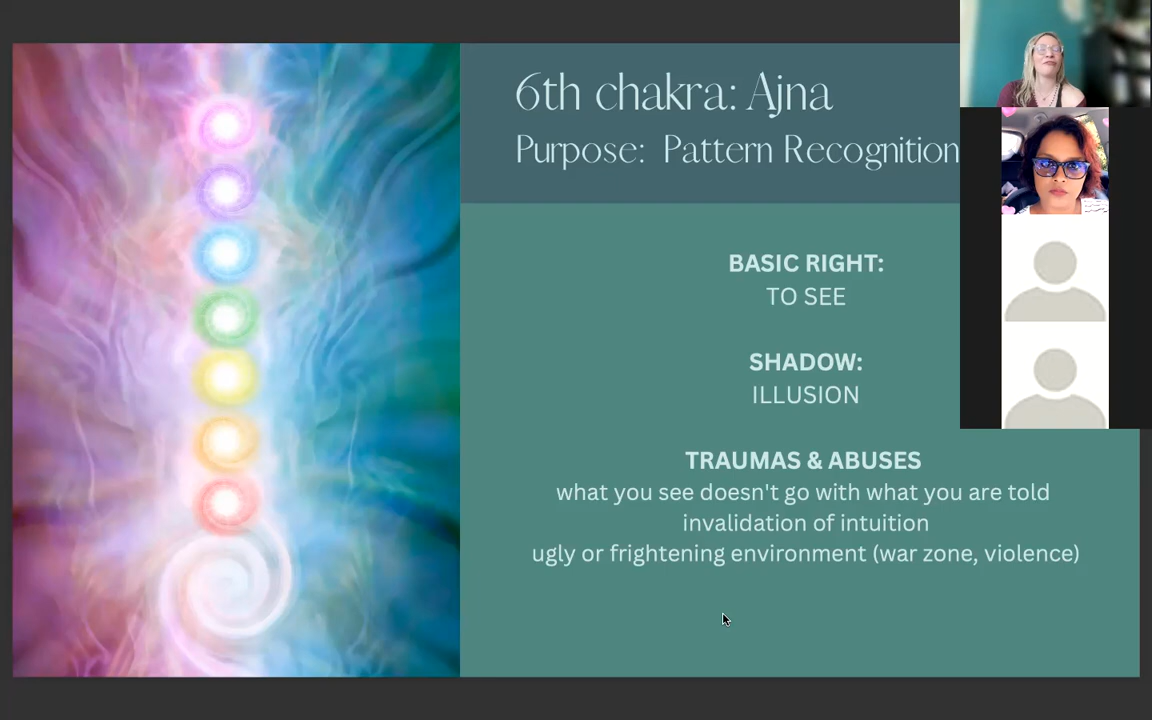 6th chakra: Ajna
Purpose: Pattern Recognition
BASIC RIGHT:
TO SEE
SHADOW:
ILLUSION
TRAUMAS & ABUSES
what you see doesn't go with what you are told
invalidation of intuition
ugly or frightening environment (war zone, violence)